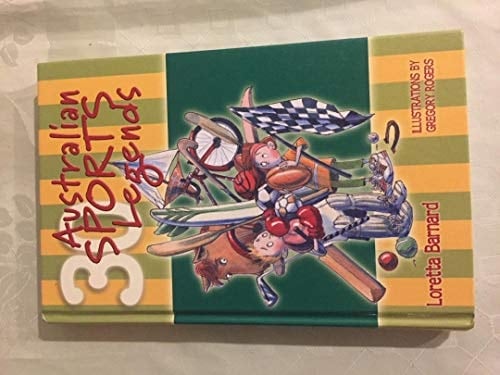 30
Australian
SPORTS
Legends
Loretta Barnard
ILLUSTRATIONS BY
GREGORY ROGERS